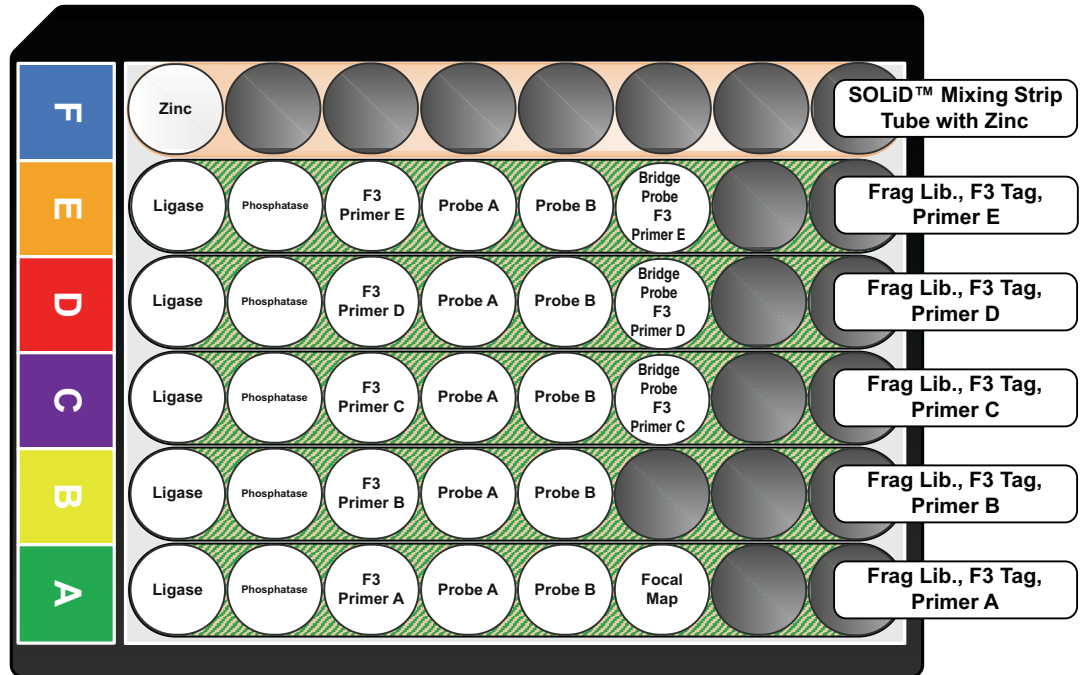 F
Zinc
SOLiD™ Mixing Strip
Tube with Zinc
E
Ligase
Phosphatase
F3
Primer E
Probe A
Probe B
Bridge
Probe
F3
Primer E
Frag Lib., F3 Tag,
Primer E
D
Ligase
Phosphatase
F3
Primer D
Probe A
Probe B
Bridge
Probe
F3
Primer D
Frag Lib., F3 Tag,
Primer D
C
Ligase
Phosphatase
F3
Primer C
Probe A
Probe B
Bridge
Probe
F3
Primer C
Frag Lib., F3 Tag,
Primer C
B
Ligase
Phosphatase
F3
Primer B
Probe A
Probe B
Frag Lib., F3 Tag,
Primer B
A
Ligase
Phosphatase
F3
Primer A
Probe A
Probe B
Focal
Map
Frag Lib., F3 Tag,
Primer A